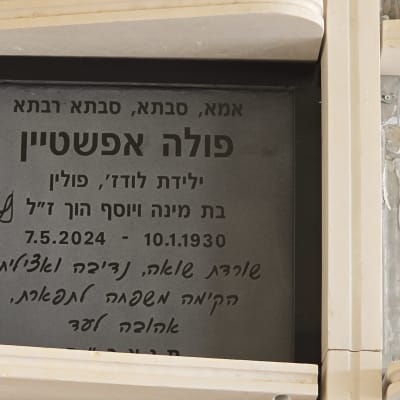 אמא, סבתא, סבתא רבתא
פולה אפשטיין
ילידת לודז׳, פולין
בת מינה ויוסף הוך ז״ל
10.1.1930 - 7.5.2024
שורדת שואה, נדיבה ואצילית
הקימה משפחה לתפארת,
אהובה לעד
ת נ צ ב ״ ה